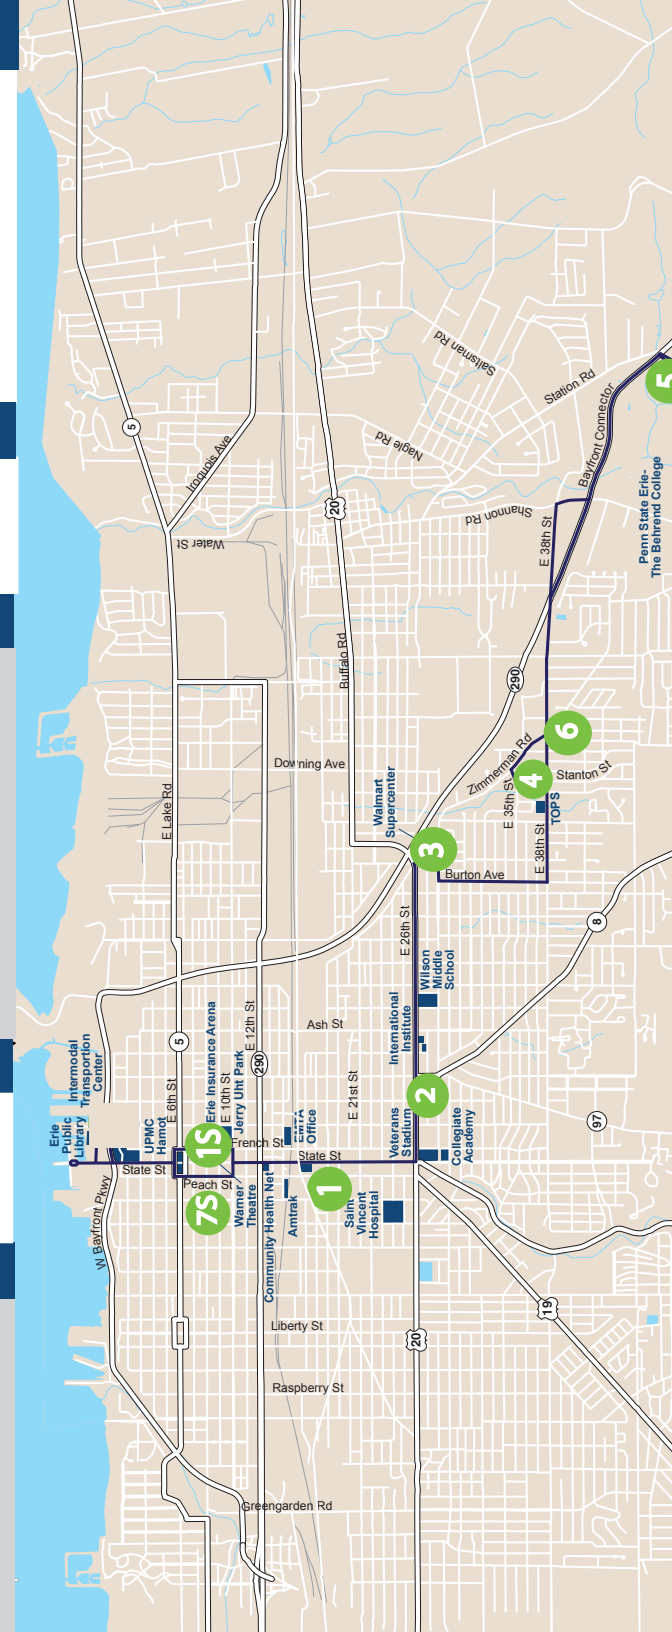 Saltsman Rd
Station Rd
5
5
Iroquois Ave
Nagle Rd
Bayfront Connector
20
Penn State Erie-
The Behrend College
Shannon Rd
E 38th St
Water St
Buffalo Rd
290
6
Zimmerman Rd
Downing Ave
4
Stanton St
E 35th St
TOPS
Walmart
Supercenter
E Lake Rd
3
E 38th St
Burton Ave
8
E 26th St
Wilson
Middle
School
International
Institute
Ash St
E 12th St
Erie Insurance Arena
Intermodal
Transportation
Center
5
290
E 10th St
Jerry Uht Park
E 21st St
E 6th St
2
97
Erie
Public
Library
UPMC
Hamot
1S
French St
EMTA
Office
Veterans
Stadium
Collegiate
Academy
State St
State St
Peach St
7S
Warner
Theatre
Community Health Net
Amtrak
1
Saint
Vincent
Hospital
W Bayfront Pkwy
19
Liberty St
20
Raspberry St
Greengarden Rd